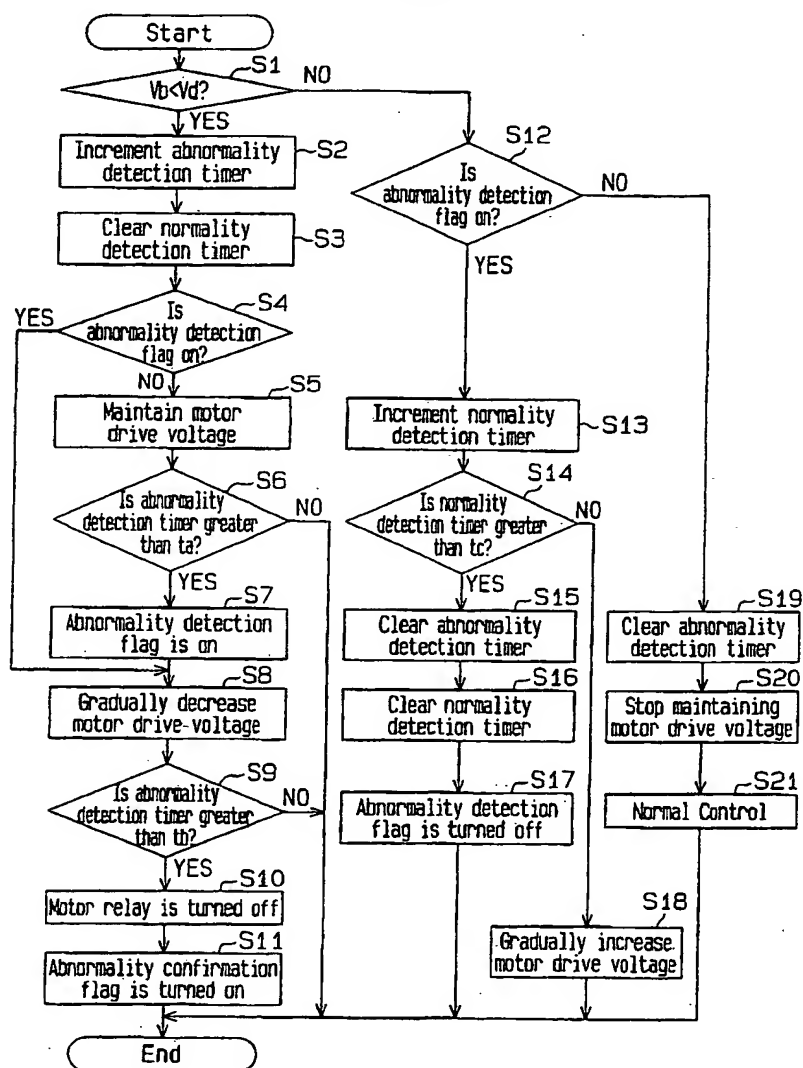 Start
S1
Vb<Vd?
NO
YES
Increment abnormality
detection timer
S2
Clear normality
detection timer
S3
S4
YES
Is
abnormality detection
flag on?
NO
S5
Maintain motor
drive voltage
S6
Is abnormality
detection timer greater
than ta?
NO
YES
S7
Abnormality detection
flag is on
S8
Gradually decrease
motor drive-voltage
S9
Is abnormality
detection timer greater
than tb?
NO
YES
S10
Motor relay is turned off
S11
Abnormality confirmation
flag is turned on
End
S12
Is
abnormality detection
flag on?
NO
YES
Increment normality
detection timer
S13
S14
Is normality
detection timer greater
than tc?
NO
YES
S15
Clear abnormality
detection timer
S16
Clear normality
detection timer
S17
Abnormality detection
flag is turned off
S18
Gradually increase
motor drive voltage
S19
Clear abnormality
detection timer
S20
Stop maintaining
motor drive voltage
S21
Normal Control